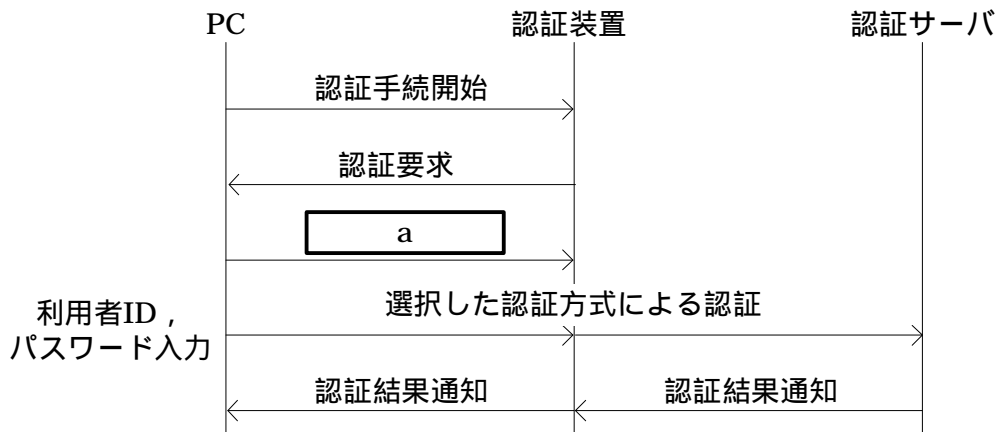 PC 認証装置 認証サーバ
認証手続開始
認証要求
a
選択した認証方式による認証
利用者ID，
パスワード入力
認証結果通知 認証結果通知